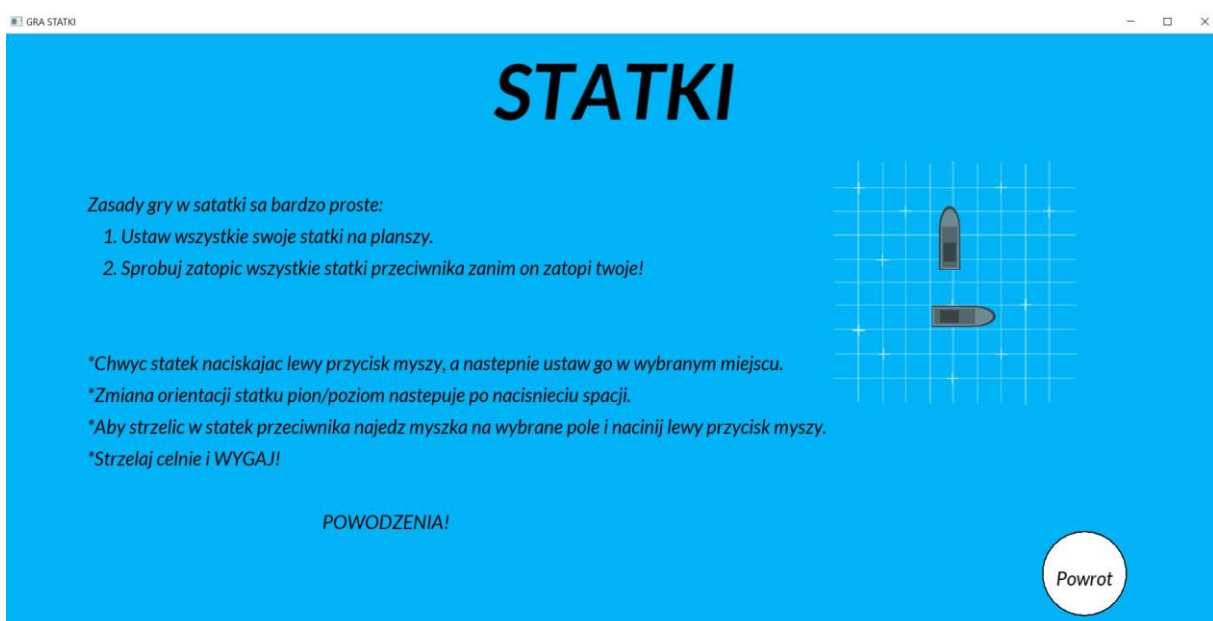 GRA STATKI
STATKI
Zasady gry w satatki sa bardzo proste:
1. Ustaw wszystkie swoje statki na planszy.
2. Sprobuj zatopic wszystkie statki przeciwnika zanim on zatopi twoje!
*Chwyc statek naciskajac lewy przycisk myszy, a nastepnie ustaw go w wybranym miejscu.
*Zmiana orientacji statku pion/poziom nastepuje po nacisnieciu spacji.
*Aby strzelic w statek przeciwnika najedz myszka na wybrane pole i nacinij lewy przycisk myszy.
*Strzelaj celnie i WYGAJ!
POWODZENIA!
Powrot